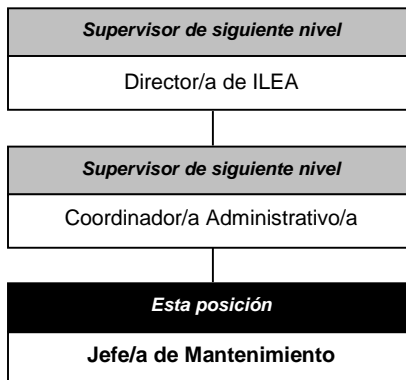 Supervisor de siguiente nivel
Director/a de ILEA
Supervisor de siguiente nivel
Coordinador/a Administrativo/a
Esta posición
Jefe/a de Mantenimiento